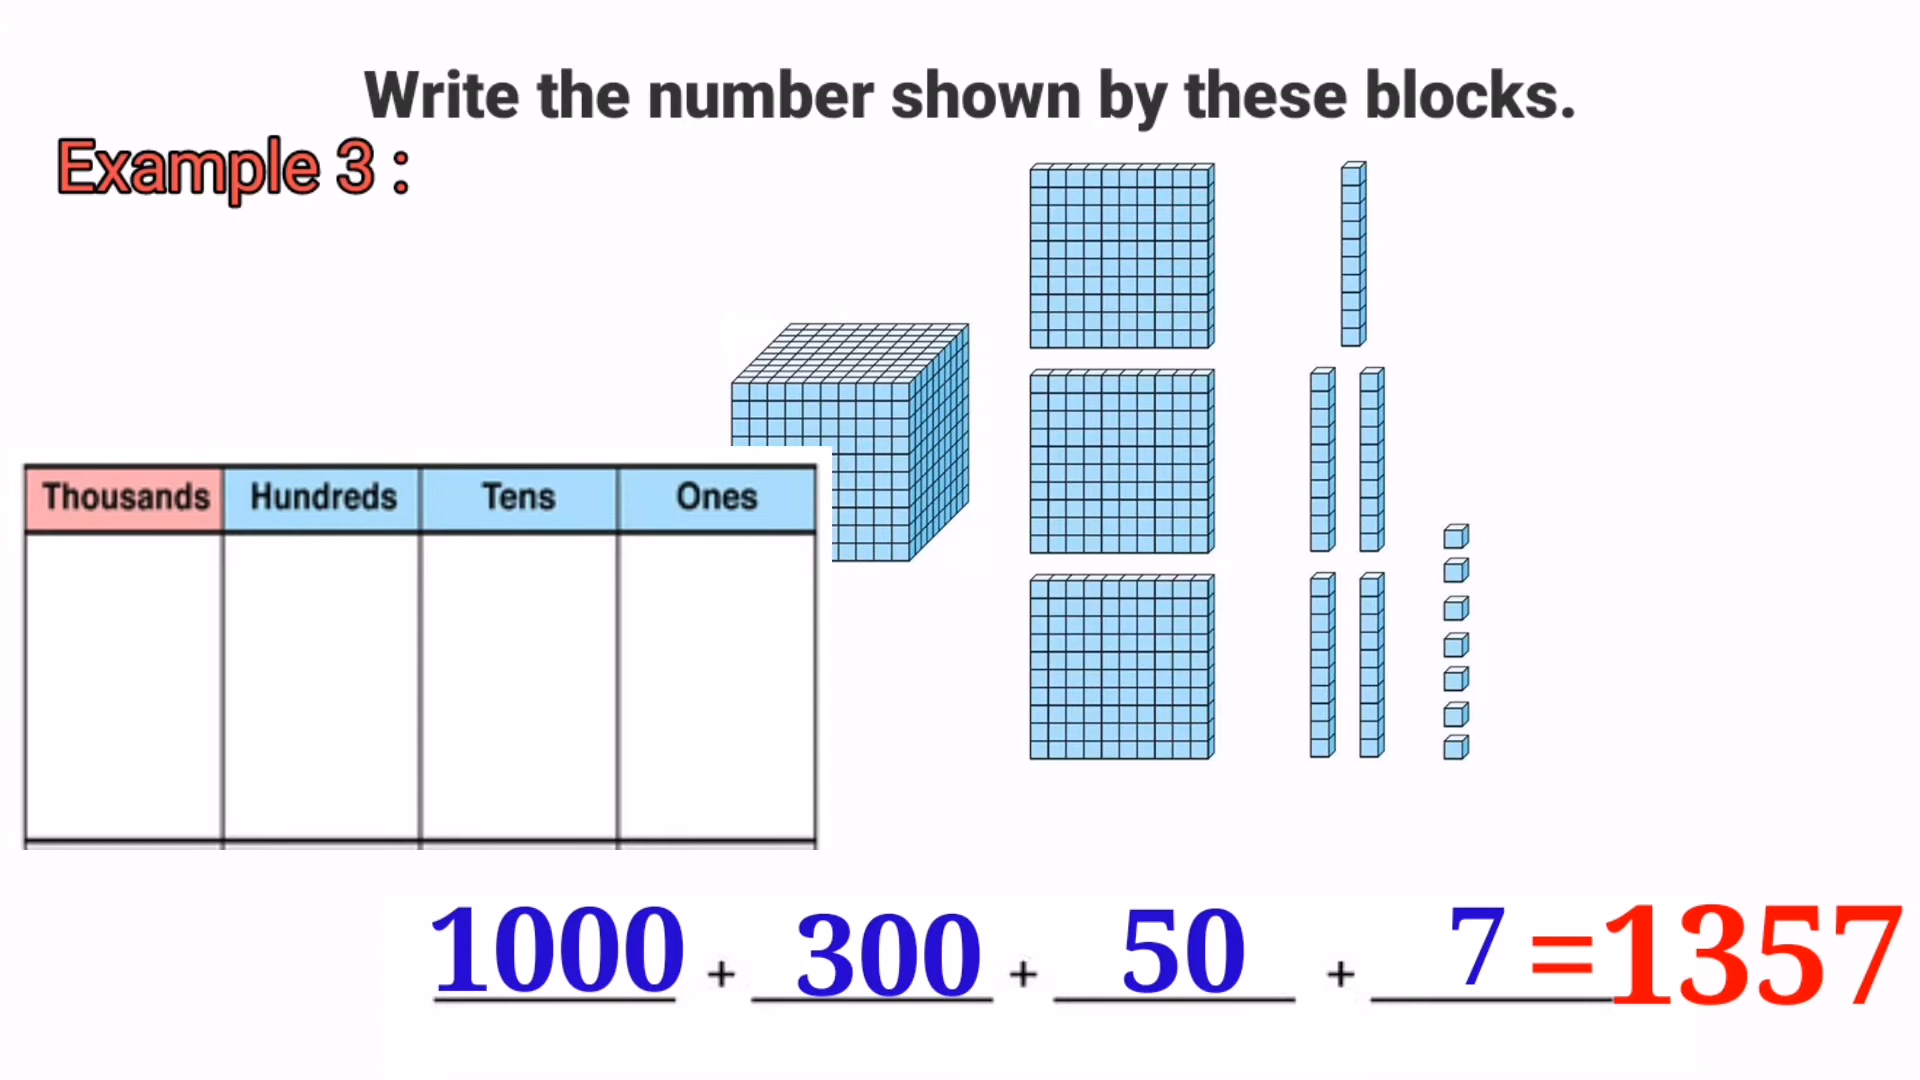 Write the number shown by these blocks.
Example 3 :
Thousands Hundreds Tens Ones
1000 + 300 + 50 + 7 =1357